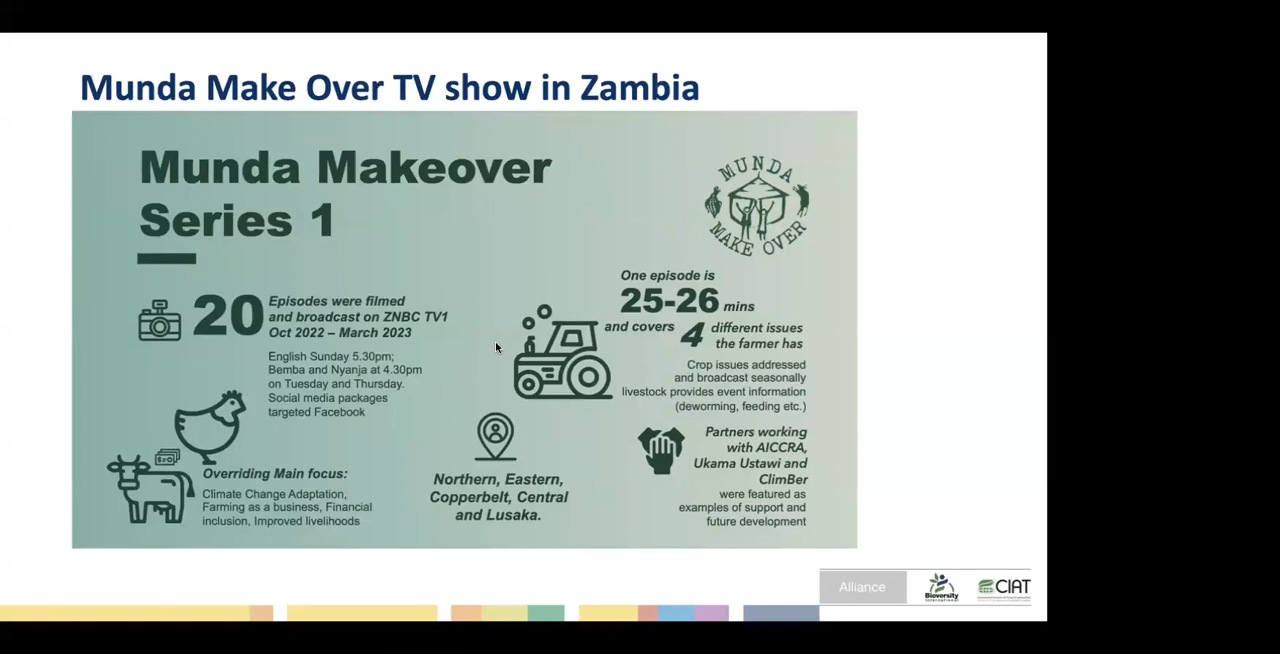 Munda Make Over TV show in Zambia
Munda Makeover
Series 1
MUNDA
MAKE OVER
20
Episodes were filmed
and broadcast on ZNBC TV1
Oct 2022 – March 2023
English Sunday 5.30pm;
Bemba and Nyanja at 4.30pm
on Tuesday and Thursday.
Social media packages
targeted Facebook
One episode is
25-26 mins
and covers 4 different issues
the farmer has
Crop issues addressed
and broadcast seasonally
livestock provides event information
(deworming, feeding etc.)
Overriding Main focus:
Climate Change Adaptation,
Farming as a business, Financial
inclusion, Improved livelihoods
Northern, Eastern,
Copperbelt, Central
and Lusaka.
Partners working
with AICCRA,
Ukama Ustawi and
ClimBer
were featured as
examples of support and
future development
Alliance
Bioversity
International
CIAT